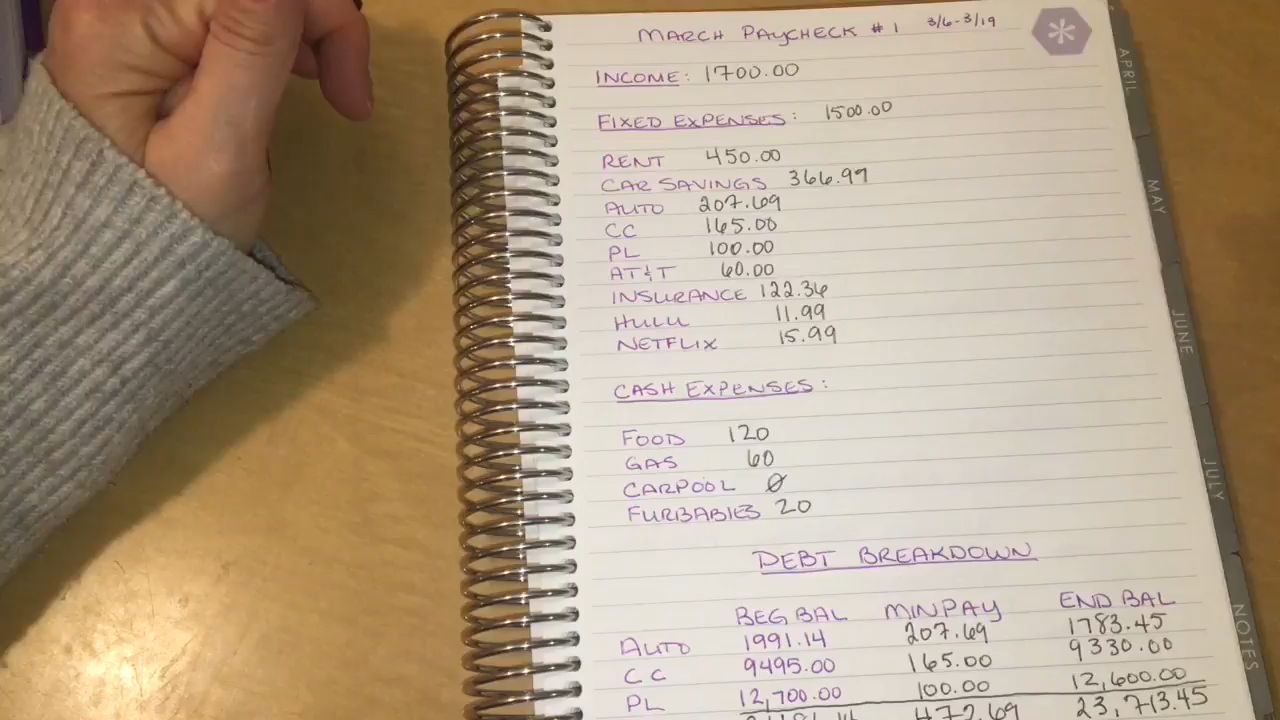 MARCH PAYCHECK #1 3/6-3/19
INCOME: 1700.00
FIXED EXPENSES: 1500.00
RENT 450.00
CAR SAVINGS 366.97
AUTO 207.69
CC 165.00
PL 100.00
AT&T 60.00
INSURANCE 122.36
HULU 11.99
NETFLIX 15.99
CASH EXPENSES:
FOOD 120
GAS 60
CARPOOL 0
FURBABIES 20
DEBT BREAKDOWN
BEG BAL MIN PAY END BAL
AUTO 1991.14 207.69 1783.45
CC 9495.00 165.00 9330.00
PL 12,700.00 100.00 12,600.00
472.69 23,713.45
APRIL
MAY
JUNE
JULY
NOTES